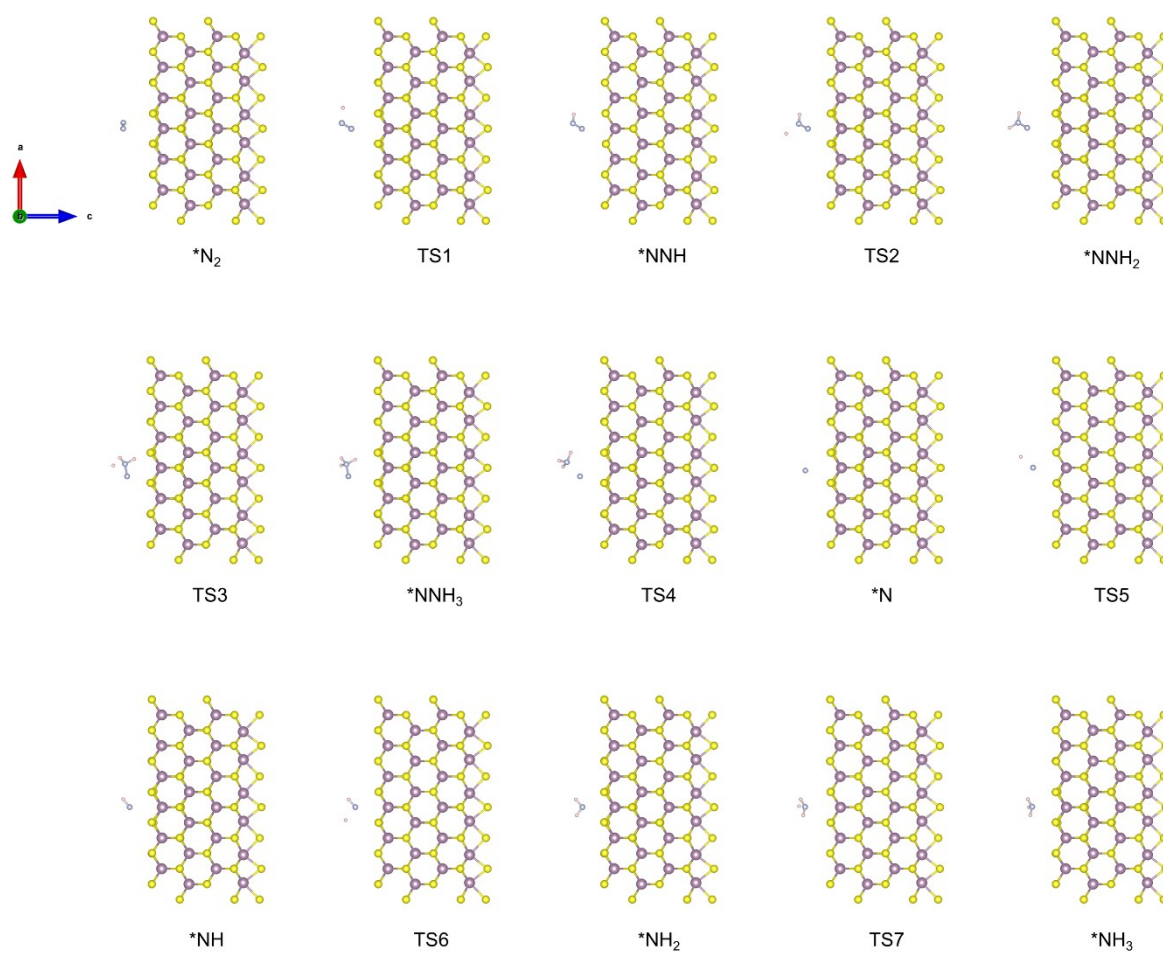 a
b
c
*N₂
TS1
*NNH
TS2
*NNH₂
TS3
*NNH₃
TS4
*N
TS5
*NH
TS6
*NH₂
TS7
*NH₃